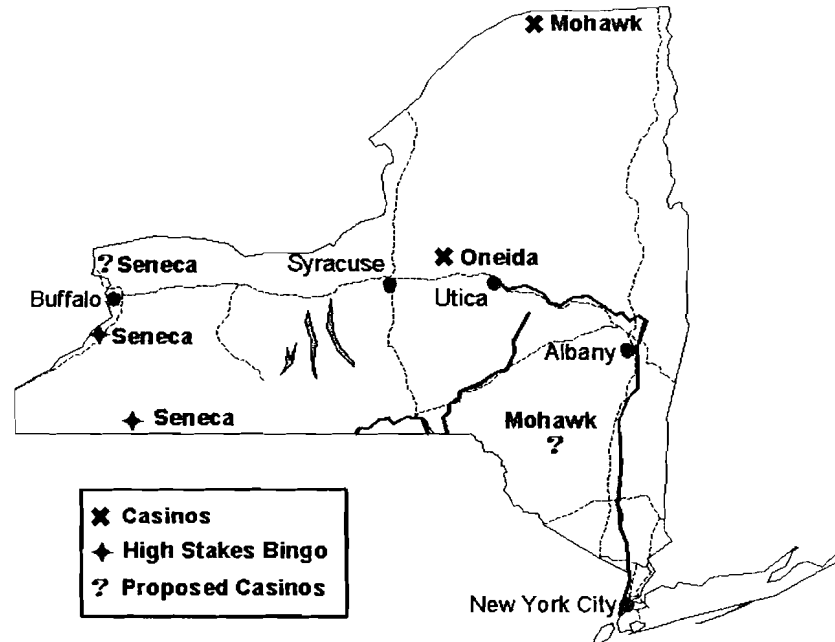 Mohawk
Oneida
? Seneca
Syracuse
Buffalo
Utica
Seneca
Albany
Seneca
Mohawk
?
Casinos
High Stakes Bingo
? Proposed Casinos
New York City